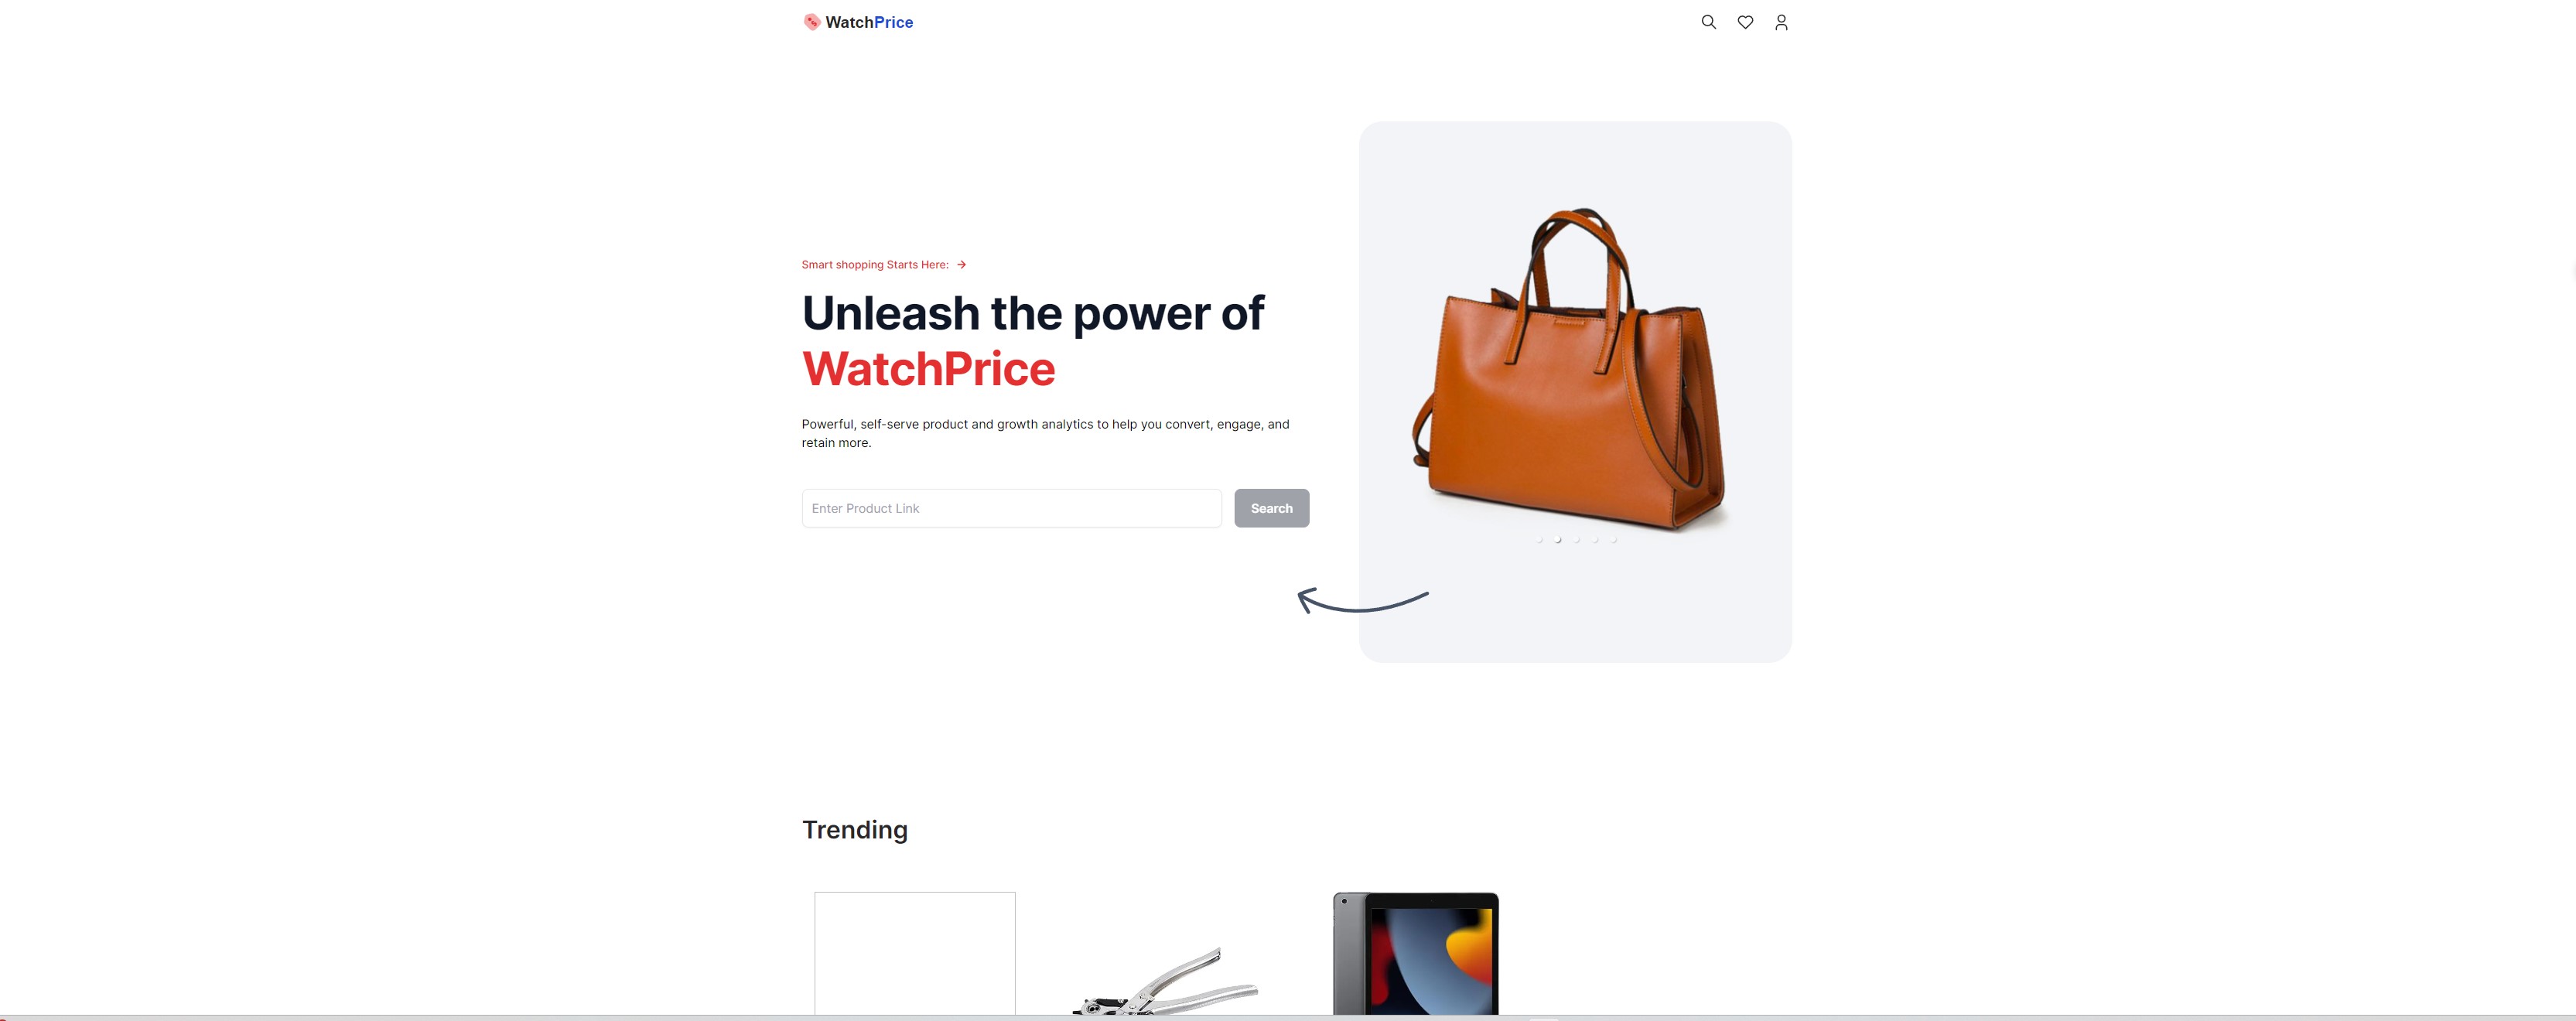 WatchPrice
Smart shopping Starts Here:
Unleash the power of
WatchPrice
Powerful, self-serve product and growth analytics to help you convert, engage, and
retain more.
Enter Product Link
Search
Trending